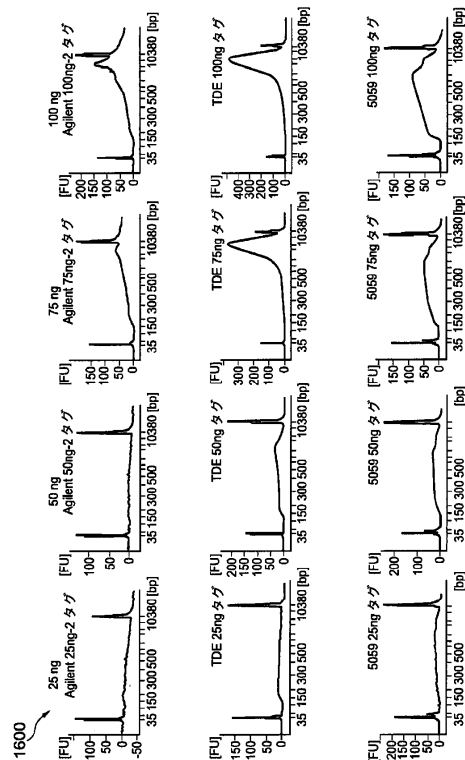 1600
25 ng
Agilent 25ng-2 タグ
[FU]
100
50
0
-50
35 150 300 500 10380 [bp]
50 ng
Agilent 50ng-2 タグ
[FU]
100
50
0
35 150 300 500 10380 [bp]
75 ng
Agilent 75ng-2 タグ
[FU]
150
100
50
0
35 150 300 500 10380 [bp]
100 ng
Agilent 100ng-2 タグ
[FU]
200
150
100
50
0
35 150 300 500 10380 [bp]
TDE 25ng タグ
[FU]
150
100
50
0
35 150 300 500 10380 [bp]
TDE 50ng タグ
[FU]
200
150
100
50
0
35 150 300 500 10380 [bp]
TDE 75ng タグ
[FU]
300
200
100
0
35 150 300 500 10380 [bp]
TDE 100ng タグ
[FU]
400
200
100
0
35 150 300 500 10380 [bp]
5059 25ng タグ
[FU]
200
150
100
50
0
35 150 300 500 10380 [bp]
5059 50ng タグ
[FU]
200
100
0
35 150 300 500 10380 [bp]
5059 75ng タグ
[FU]
150
100
50
0
35 150 300 500 10380 [bp]
5059 100ng タグ
[FU]
150
100
50
0
35 150 300 500 10380 [bp]